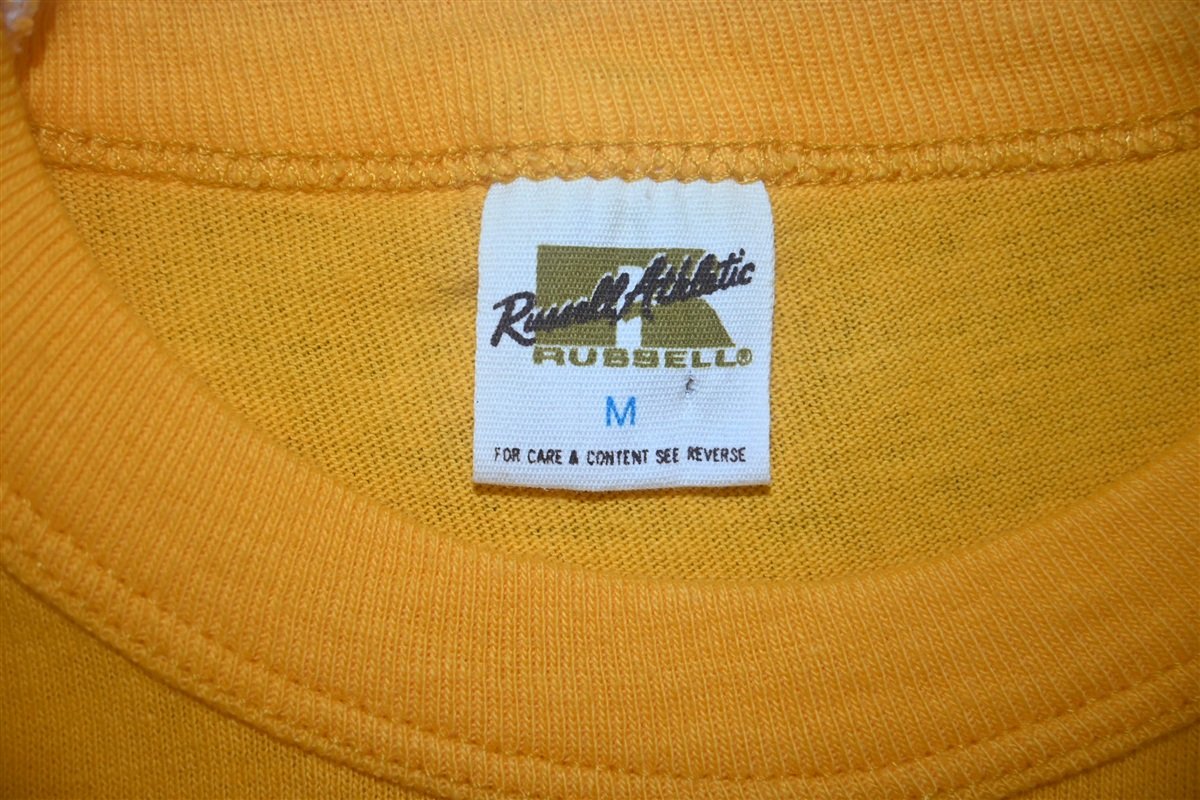 Russell Athletic
RUSSELL®
M
FOR CARE & CONTENT SEE REVERSE